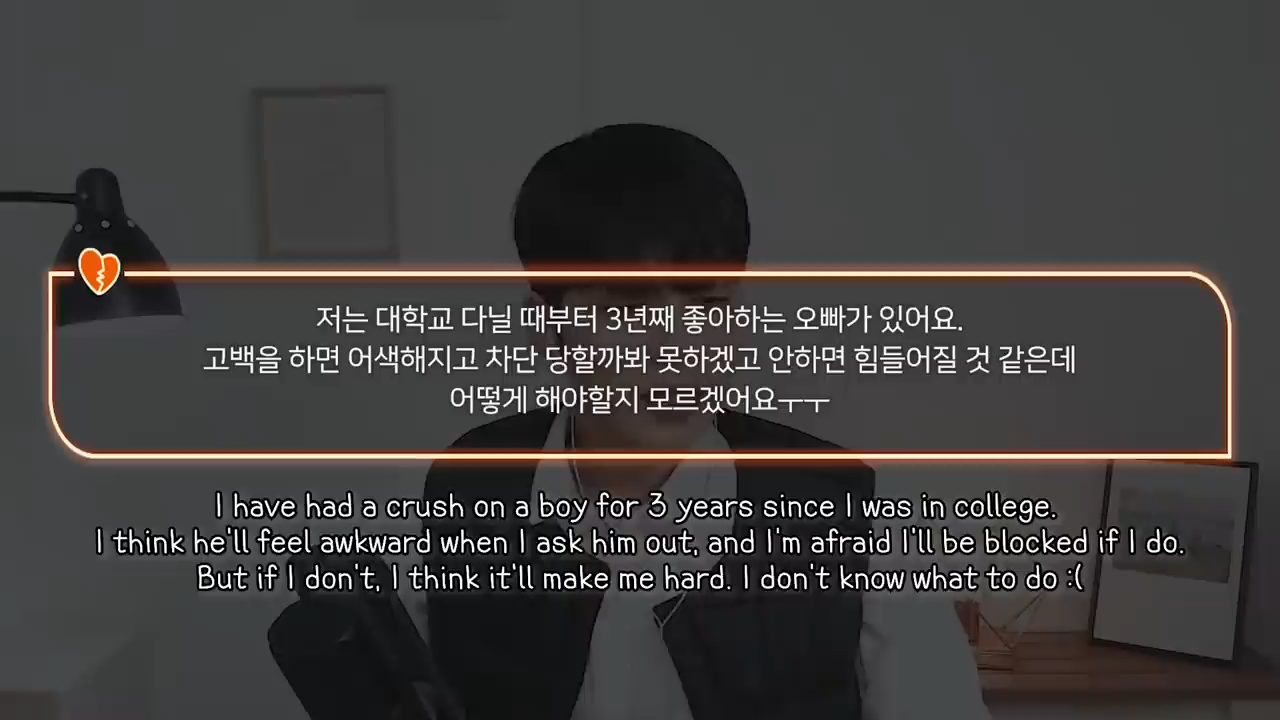 저는 대학교 다닐 때부터 3년째 좋아하는 오빠가 있어요.
고백을 하면 어색해지고 차단 당할까봐 못하겠고 안하면 힘들어질 것 같은데
어떻게 해야할지 모르겠어요ㅜㅜ
I have had a crush on a boy for 3 years since I was in college.
I think he'll feel awkward when I ask him out, and I'm afraid I'll be blocked if I do.
But if I don't, I think it'll make me hard. I don't know what to do :(